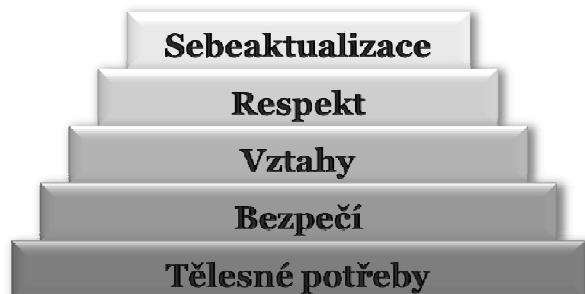 Sebeaktualizace
Respekt
Vztahy
Bezpečí
Tělesné potřeby